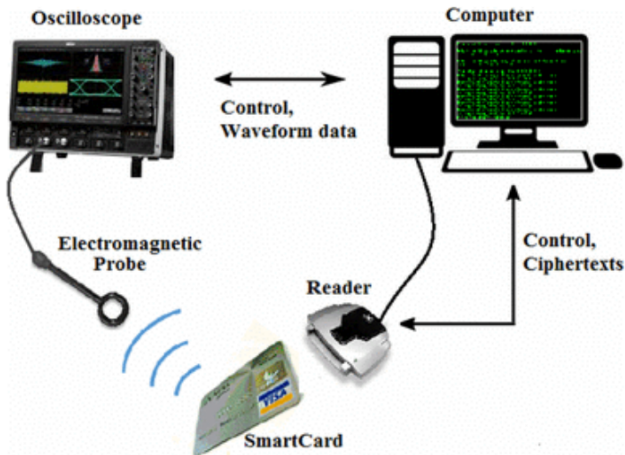 Oscilloscope
Computer
Control,
Waveform data
Electromagnetic
Probe
Control,
Ciphertexts
Reader
VISA
SmartCard